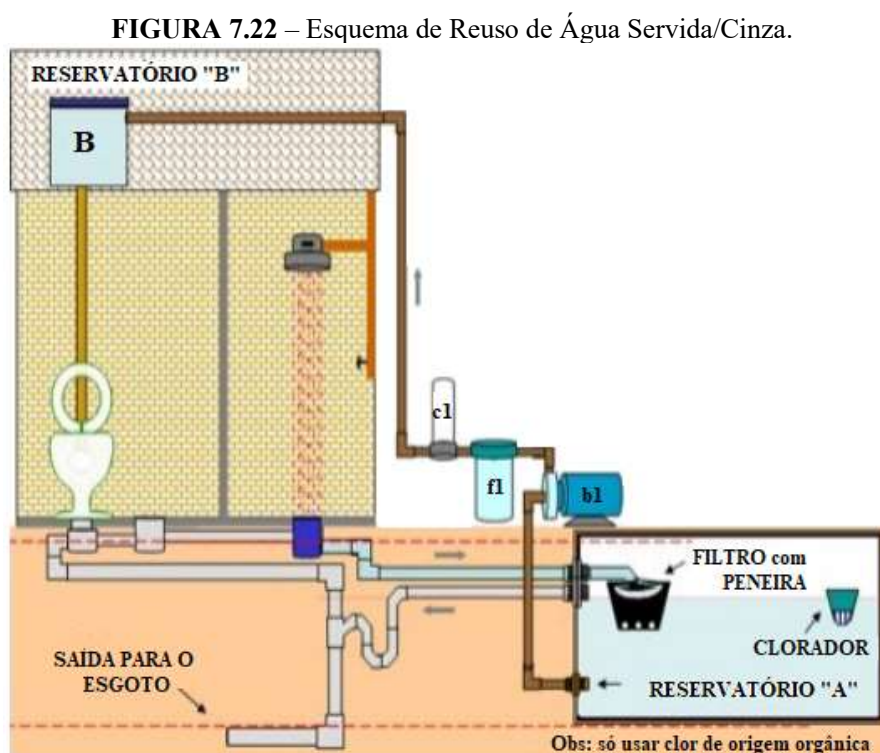 FIGURA 7.22 – Esquema de Reuso de Água Servida/Cinza.
RESERVATÓRIO "B"
B
c1
f1
b1
FILTRO com
PENEIRA
CLORADOR
SAÍDA PARA O
ESGOTO
RESERVATÓRIO "A"
Obs: só usar clor de origem orgânica